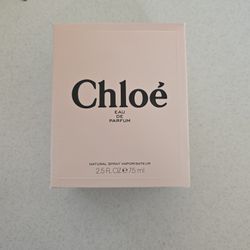 Chloé
EAU
DE
PARFUM
NATURAL SPRAY VAPORISATEUR
2.5 FL.OZ ℮ 75 ml